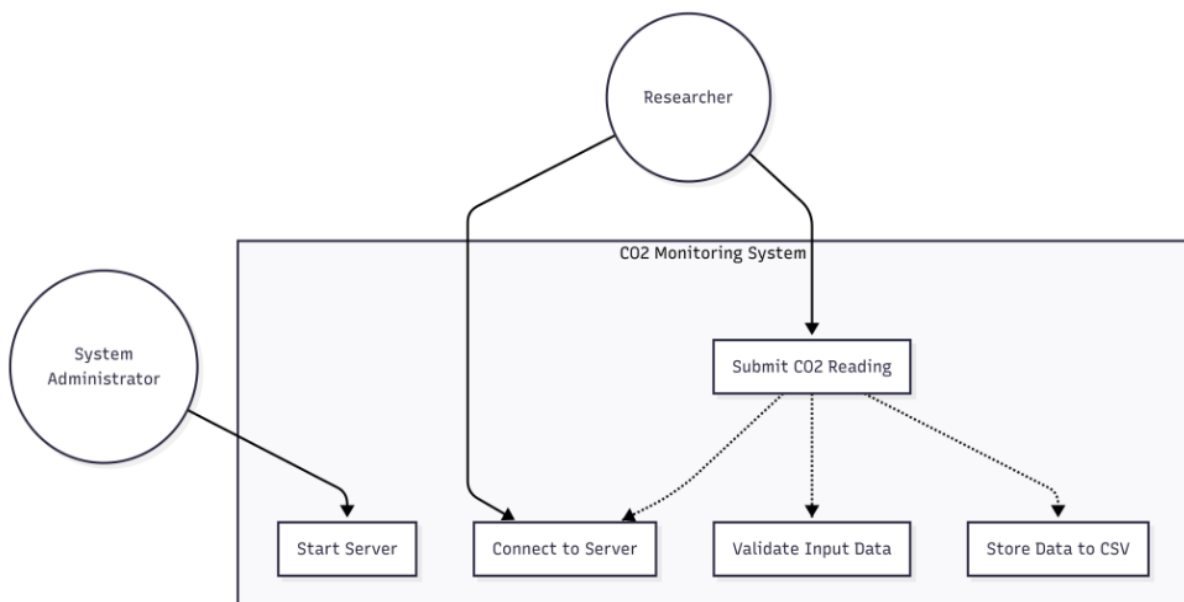 Researcher
CO2 Monitoring System
System
Administrator
Submit CO2 Reading
Start Server
Connect to Server
Validate Input Data
Store Data to CSV